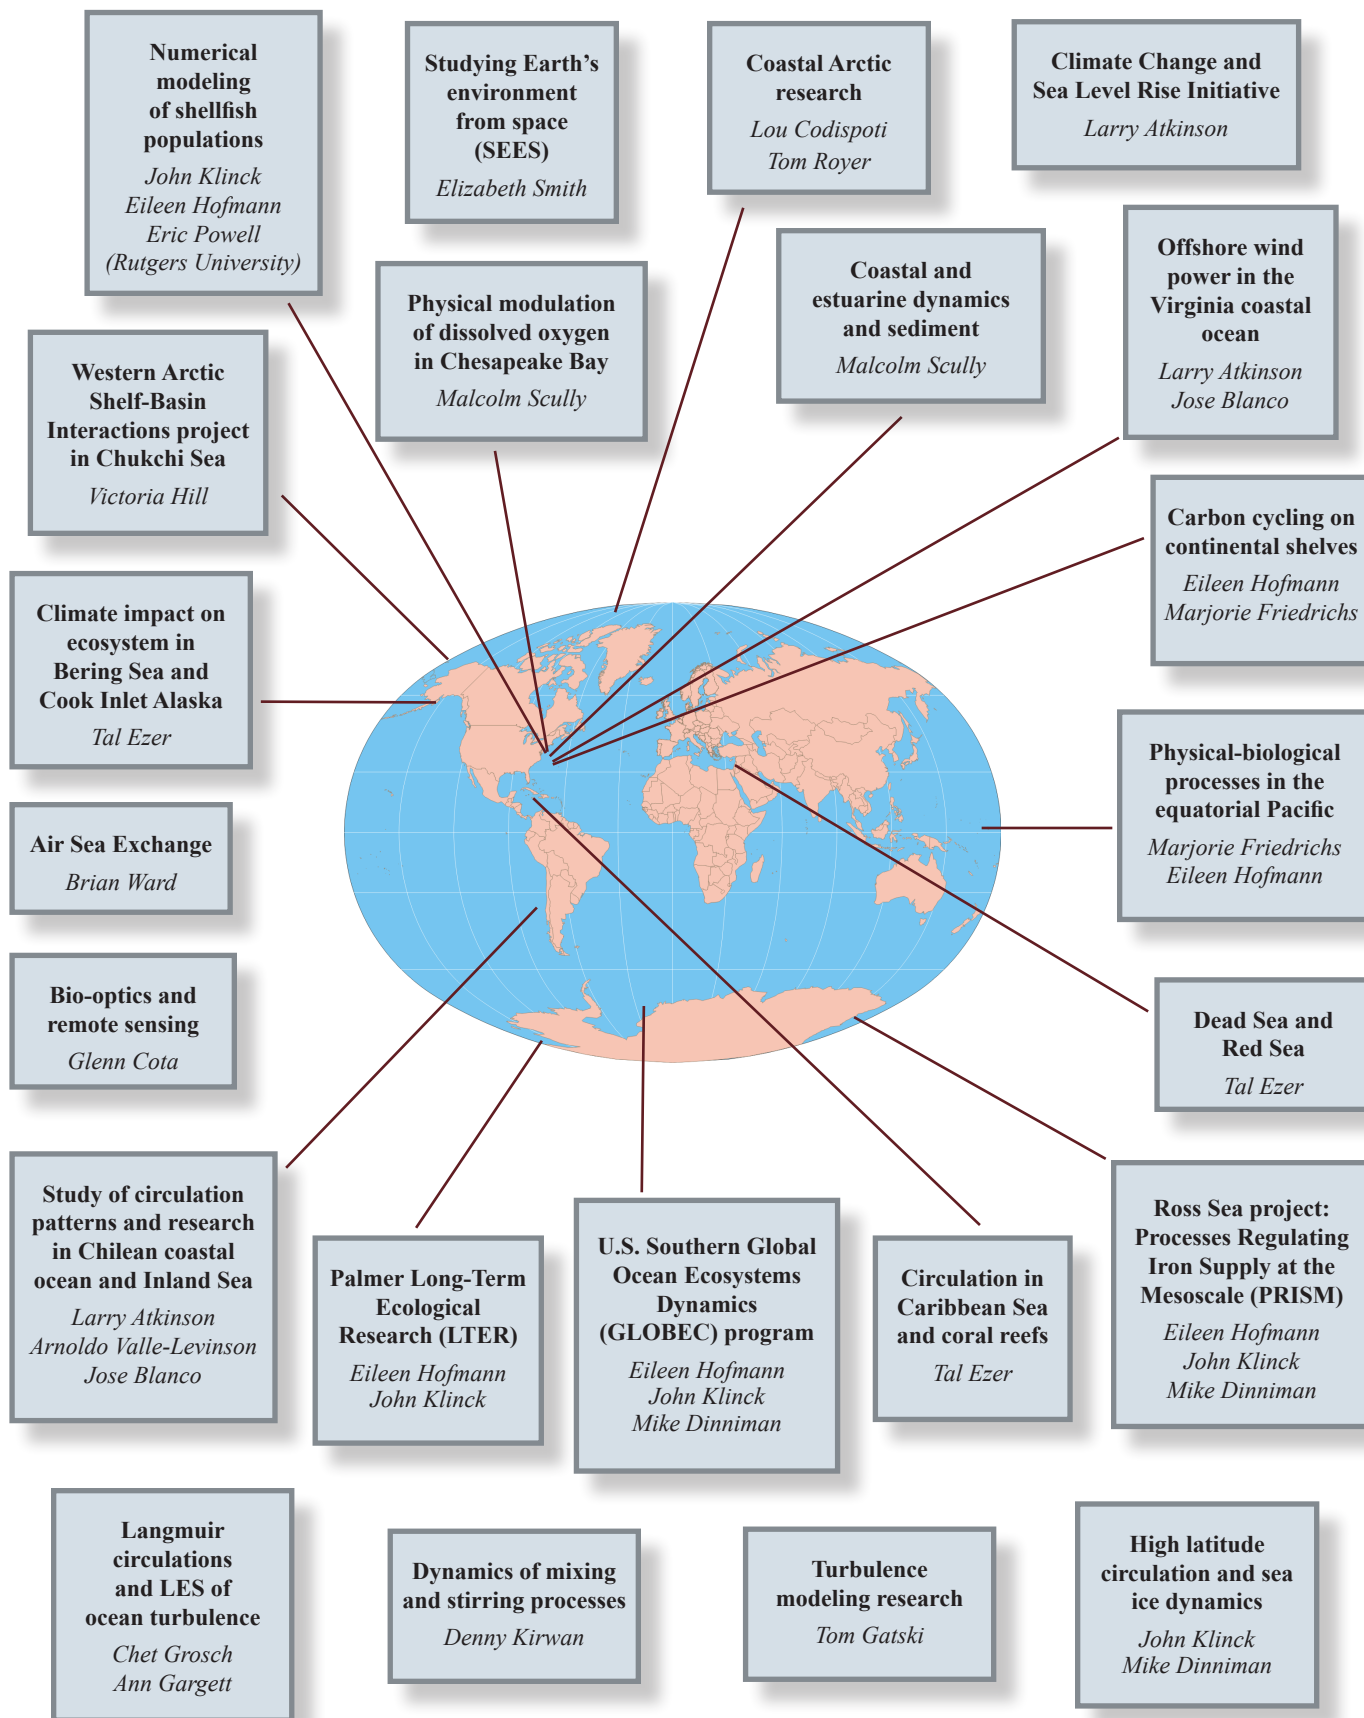 Numerical
modeling
of shellfish
populations
John Klinck
Eileen Hofmann
Eric Powell
(Rutgers University)
Studying Earth’s
environment
from space
(SEES)
Elizabeth Smith
Coastal Arctic
research
Lou Codispoti
Tom Royer
Climate Change and
Sea Level Rise Initiative
Larry Atkinson
Physical modulation
of dissolved oxygen
in Chesapeake Bay
Malcolm Scully
Coastal and
estuarine dynamics
and sediment
Malcolm Scully
Offshore wind
power in the
Virginia coastal
ocean
Larry Atkinson
Jose Blanco
Western Arctic
Shelf-Basin
Interactions project
in Chukchi Sea
Victoria Hill
Carbon cycling on
continental shelves
Eileen Hofmann
Marjorie Friedrichs
Climate impact on
ecosystem in
Bering Sea and
Cook Inlet Alaska
Tal Ezer
Physical-biological
processes in the
equatorial Pacific
Marjorie Friedrichs
Eileen Hofmann
Air Sea Exchange
Brian Ward
Bio-optics and
remote sensing
Glenn Cota
Dead Sea and
Red Sea
Tal Ezer
Study of circulation
patterns and research
in Chilean coastal
ocean and Inland Sea
Larry Atkinson
Arnoldo Valle-Levinson
Jose Blanco
Palmer Long-Term
Ecological
Research (LTER)
Eileen Hofmann
John Klinck
U.S. Southern Global
Ocean Ecosystems
Dynamics
(GLOBEC) program
Eileen Hofmann
John Klinck
Mike Dinniman
Circulation in
Caribbean Sea
and coral reefs
Tal Ezer
Ross Sea project:
Processes Regulating
Iron Supply at the
Mesoscale (PRISM)
Eileen Hofmann
John Klinck
Mike Dinniman
Langmuir
circulations
and LES of
ocean turbulence
Chet Grosch
Ann Gargett
Dynamics of mixing
and stirring processes
Denny Kirwan
Turbulence
modeling research
Tom Gatski
High latitude
circulation and sea
ice dynamics
John Klinck
Mike Dinniman